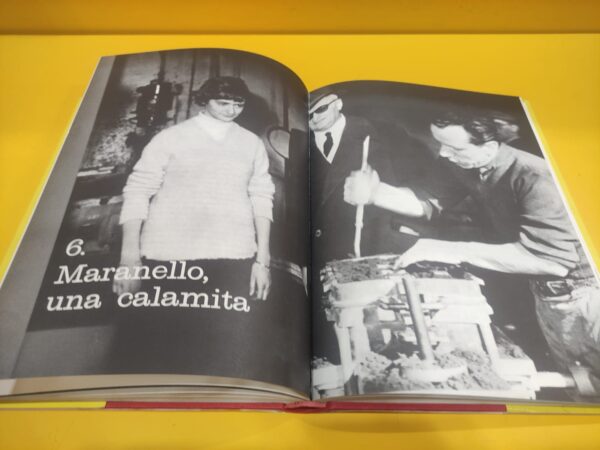 6.
Maranello,
una calamita